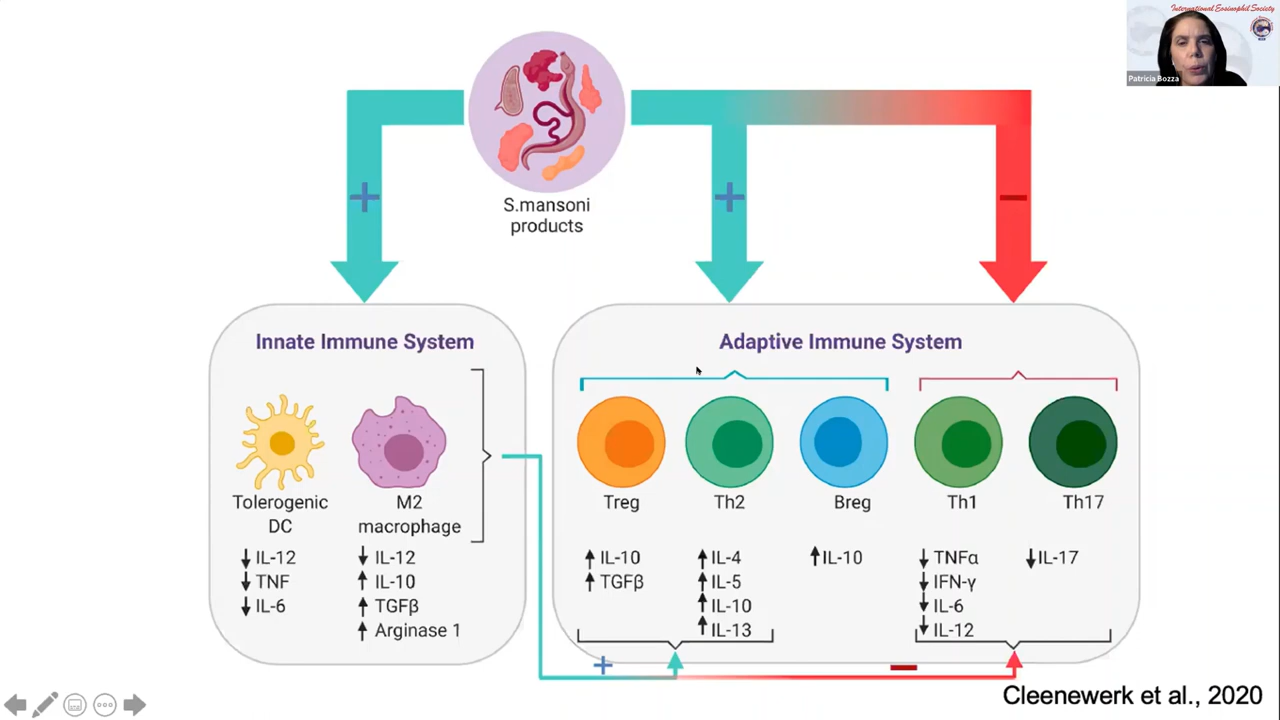 International Eosinophil Society
Patricia Bozza
S.mansoni
products
+
+
−
Innate Immune System
Adaptive Immune System
Tolerogenic
DC
M2
macrophage
Treg
Th2
Breg
Th1
Th17
↓ IL-12
↓ TNF
↓ IL-6
↓ IL-12
↑ IL-10
↑ TGFβ
↑ Arginase 1
↑ IL-10
↑ TGFβ
↑ IL-4
↑ IL-5
↑ IL-10
↑ IL-13
↑ IL-10
↓ TNFα
↓ IFN-γ
↓ IL-6
↓ IL-12
↓ IL-17
+
−
Cleenewerk et al., 2020